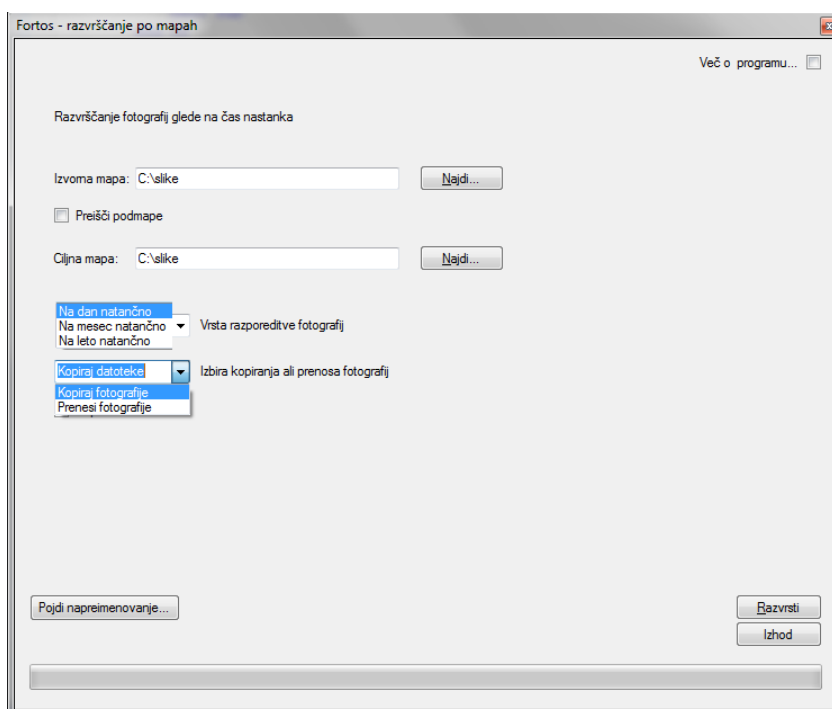 Fortos - razvrščanje po mapah
Več o programu...
Razvrščanje fotografij glede na čas nastanka
Izvorna mapa: C:\slike Najdi...
Preišči podmape
Ciljna mapa: C:\slike Najdi...
Na dan natančno
Na mesec natančno Vrsta razporeditve fotografij
Na leto natančno
Kopiraj datoteke Izbira kopiranja ali prenosa fotografij
Kopiraj fotografije
Prenesi fotografije
Pojdi napreimenovanje... Razvrsti
Izhod